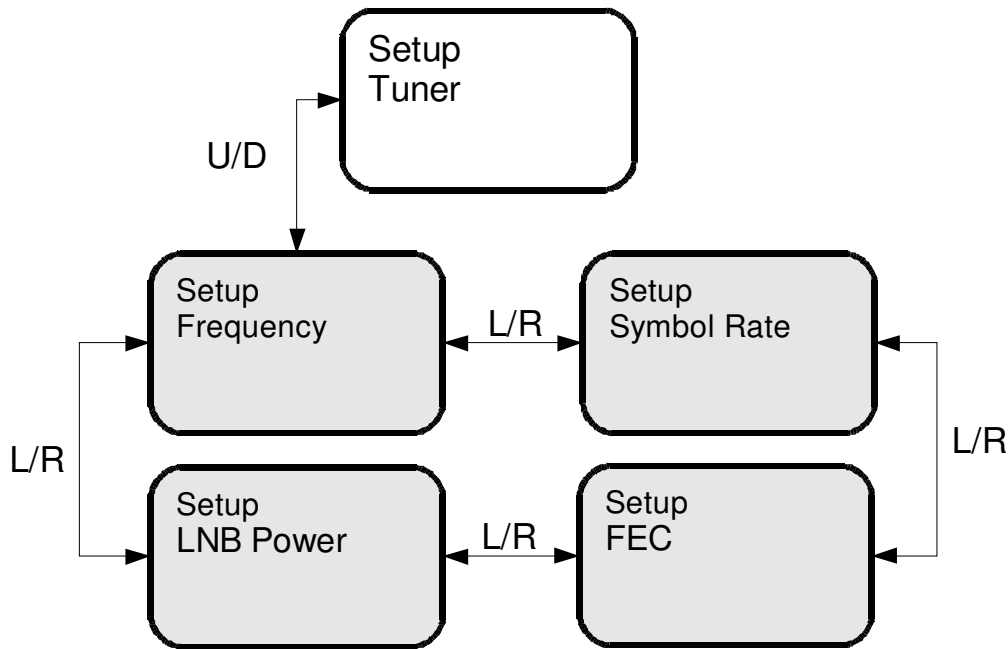 Setup
Tuner
U/D
Setup
Frequency
L/R
Setup
Symbol Rate
L/R
L/R
Setup
LNB Power
L/R
Setup
FEC